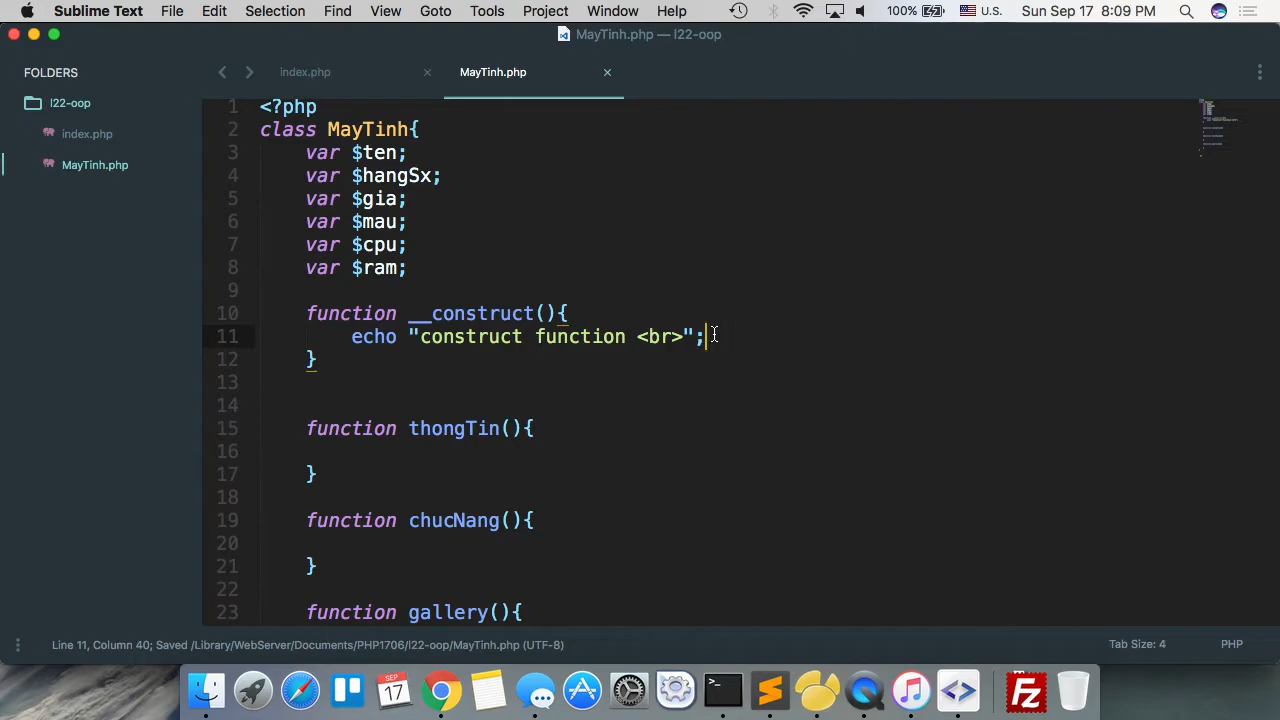 Sublime Text File Edit Selection Find View Goto Tools Project Window Help 100% U.S. Sun Sep 17 8:09 PM
MayTinh.php — l22-oop
FOLDERS
l22-oop
index.php
MayTinh.php
index.php MayTinh.php
1 <?php
2 class MayTinh{
3 var $ten;
4 var $hangSx;
5 var $gia;
6 var $mau;
7 var $cpu;
8 var $ram;
9
10 function __construct(){
11 echo "construct function <br>";
12 }
13
14
15 function thongTin(){
16
17 }
18
19 function chucNang(){
20
21 }
22
23 function gallery(){
Line 11, Column 40; Saved /Library/WebServer/Documents/PHP1706/l22-oop/MayTinh.php (UTF-8) Tab Size: 4 PHP
SEP
17